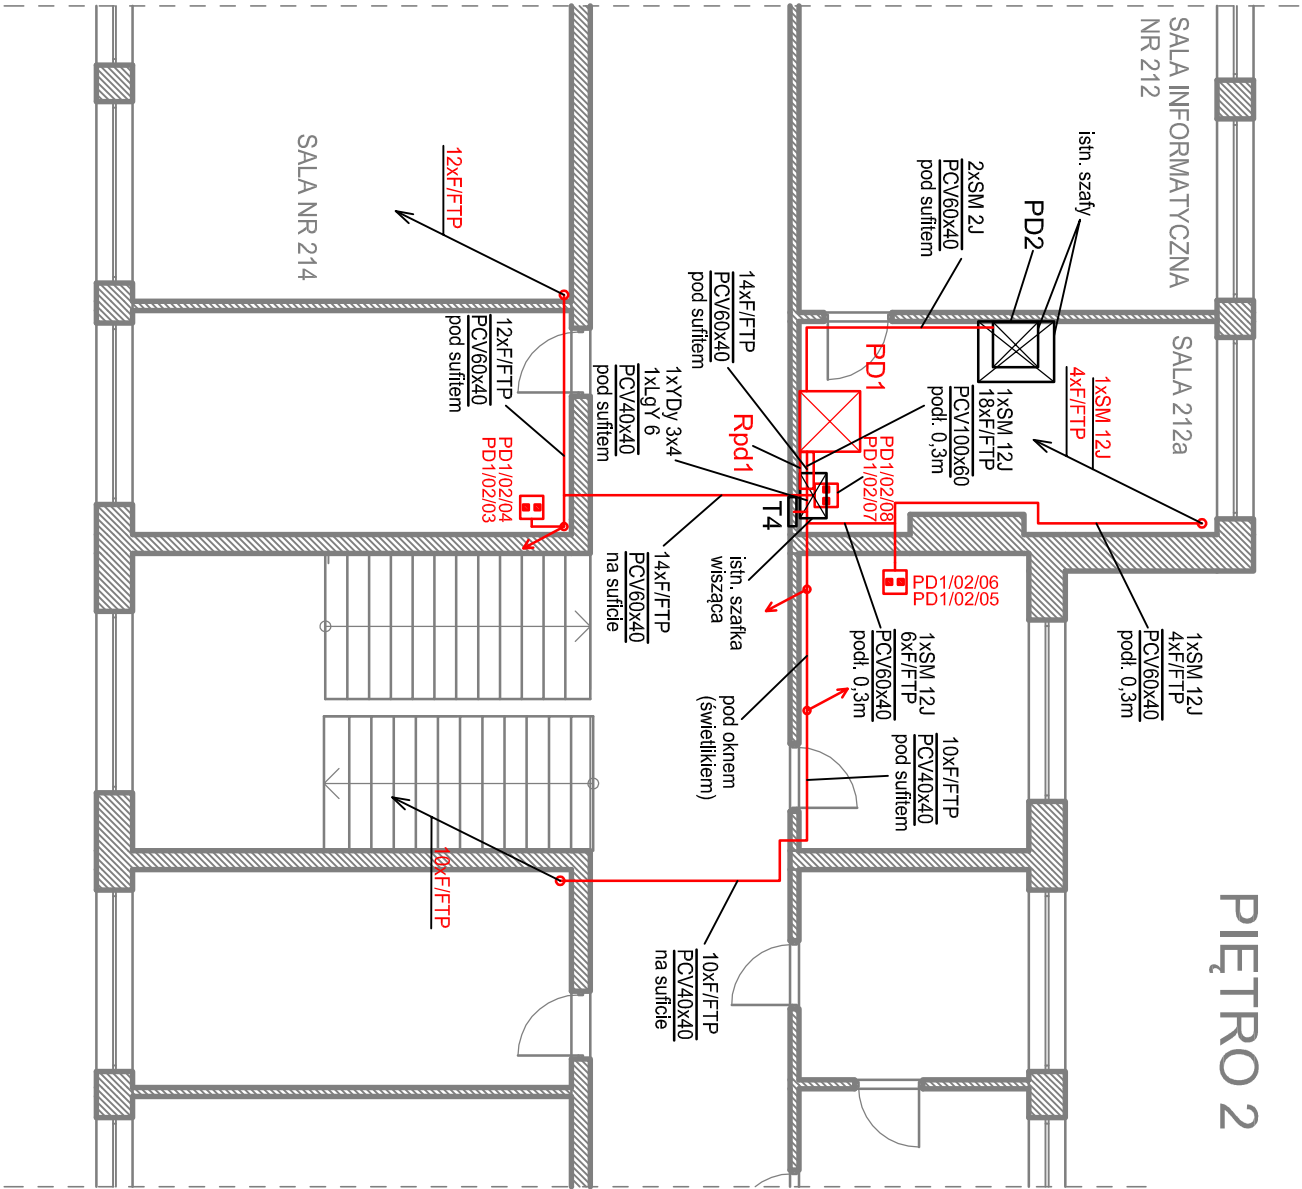 PIĘTRO 2
SALA INFORMATYCZNA
NR 212
istn. szafy
PD2
2xSM 2J
PCV60x40
pod sufitem
SALA 212a
1xSM 12J
4xF/FTP
PD1
1xSM 12J
18xF/FTP
PCV100x60
podł. 0,3m
14xF/FTP
PCV60x40
pod sufitem
Rpd1
PD1/02/08
PD1/02/07
T4
1xYDy 3x4
1xLgY 6
PCV40x40
pod sufitem
12xF/FTP
SALA NR 214
12xF/FTP
PCV60x40
pod sufitem
PD1/02/04
PD1/02/03
14xF/FTP
PCV60x40
na suficie
istn. szafka
wisząca
PD1/02/06
PD1/02/05
1xSM 12J
6xF/FTP
PCV60x40
podł. 0,3m
1xSM 12J
4xF/FTP
PCV60x40
podł. 0,3m
pod oknem
(świetlikiem)
10xF/FTP
PCV40x40
pod sufitem
10xF/FTP
10xF/FTP
PCV40x40
na suficie